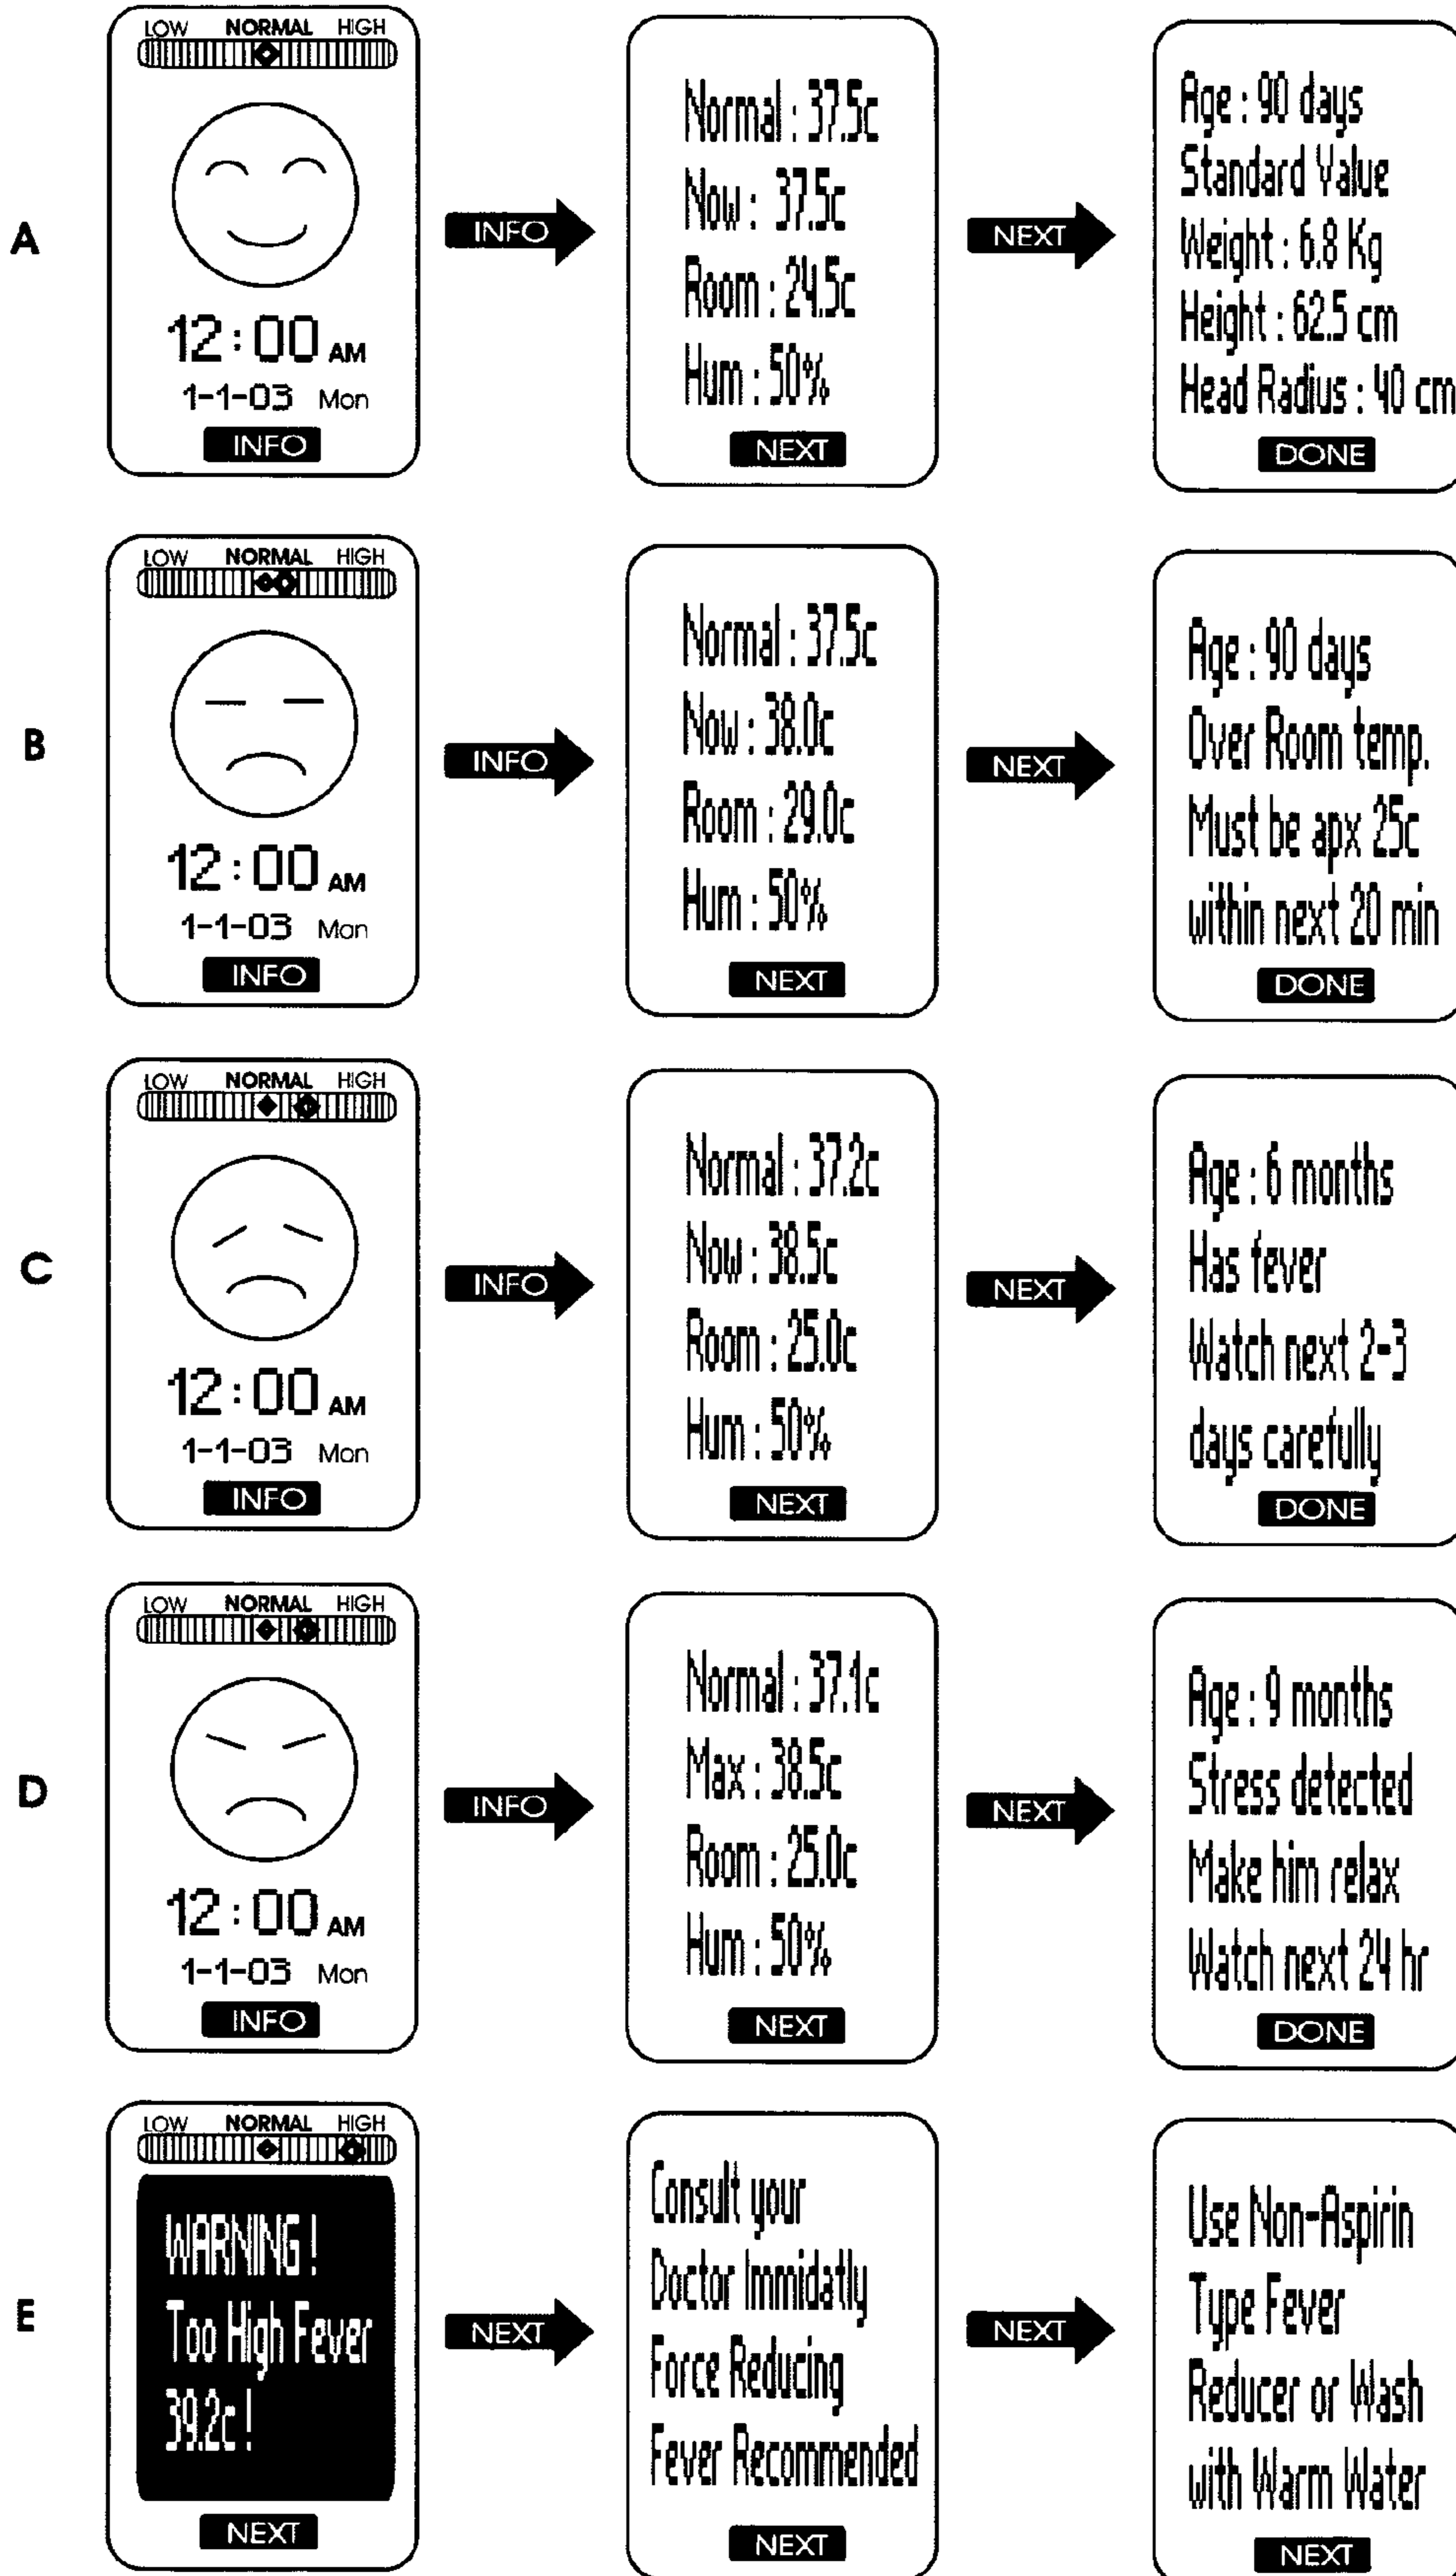 A
LOW NORMAL HIGH
12:00 AM
1-1-03 Mon
INFO
INFO
Normal : 37.5c
Now : 37.5c
Room : 24.5c
Hum : 50%
NEXT
NEXT
Age : 90 days
Standard Value
Weight : 6.8 Kg
Height : 62.5 cm
Head Radius : 40 cm
DONE
B
LOW NORMAL HIGH
12:00 AM
1-1-03 Mon
INFO
INFO
Normal : 37.5c
Now : 38.0c
Room : 29.0c
Hum : 50%
NEXT
NEXT
Age : 90 days
Over Room temp.
Must be apx 25c
within next 20 min
DONE
C
LOW NORMAL HIGH
12:00 AM
1-1-03 Mon
INFO
INFO
Normal : 37.2c
Now : 38.5c
Room : 25.0c
Hum : 50%
NEXT
NEXT
Age : 6 months
Has fever
Watch next 2-3
days carefully
DONE
D
LOW NORMAL HIGH
12:00 AM
1-1-03 Mon
INFO
INFO
Normal : 37.1c
Max : 38.5c
Room : 25.0c
Hum : 50%
NEXT
NEXT
Age : 9 months
Stress detected
Make him relax
Watch next 24 hr
DONE
E
LOW NORMAL HIGH
WARNING !
Too High Fever
39.2c !
NEXT
NEXT
Consult your
Doctor Immidatly
Force Reducing
Fever Recommended
NEXT
NEXT
Use Non-Aspirin
Type Fever
Reducer or Wash
with Warm Water
NEXT